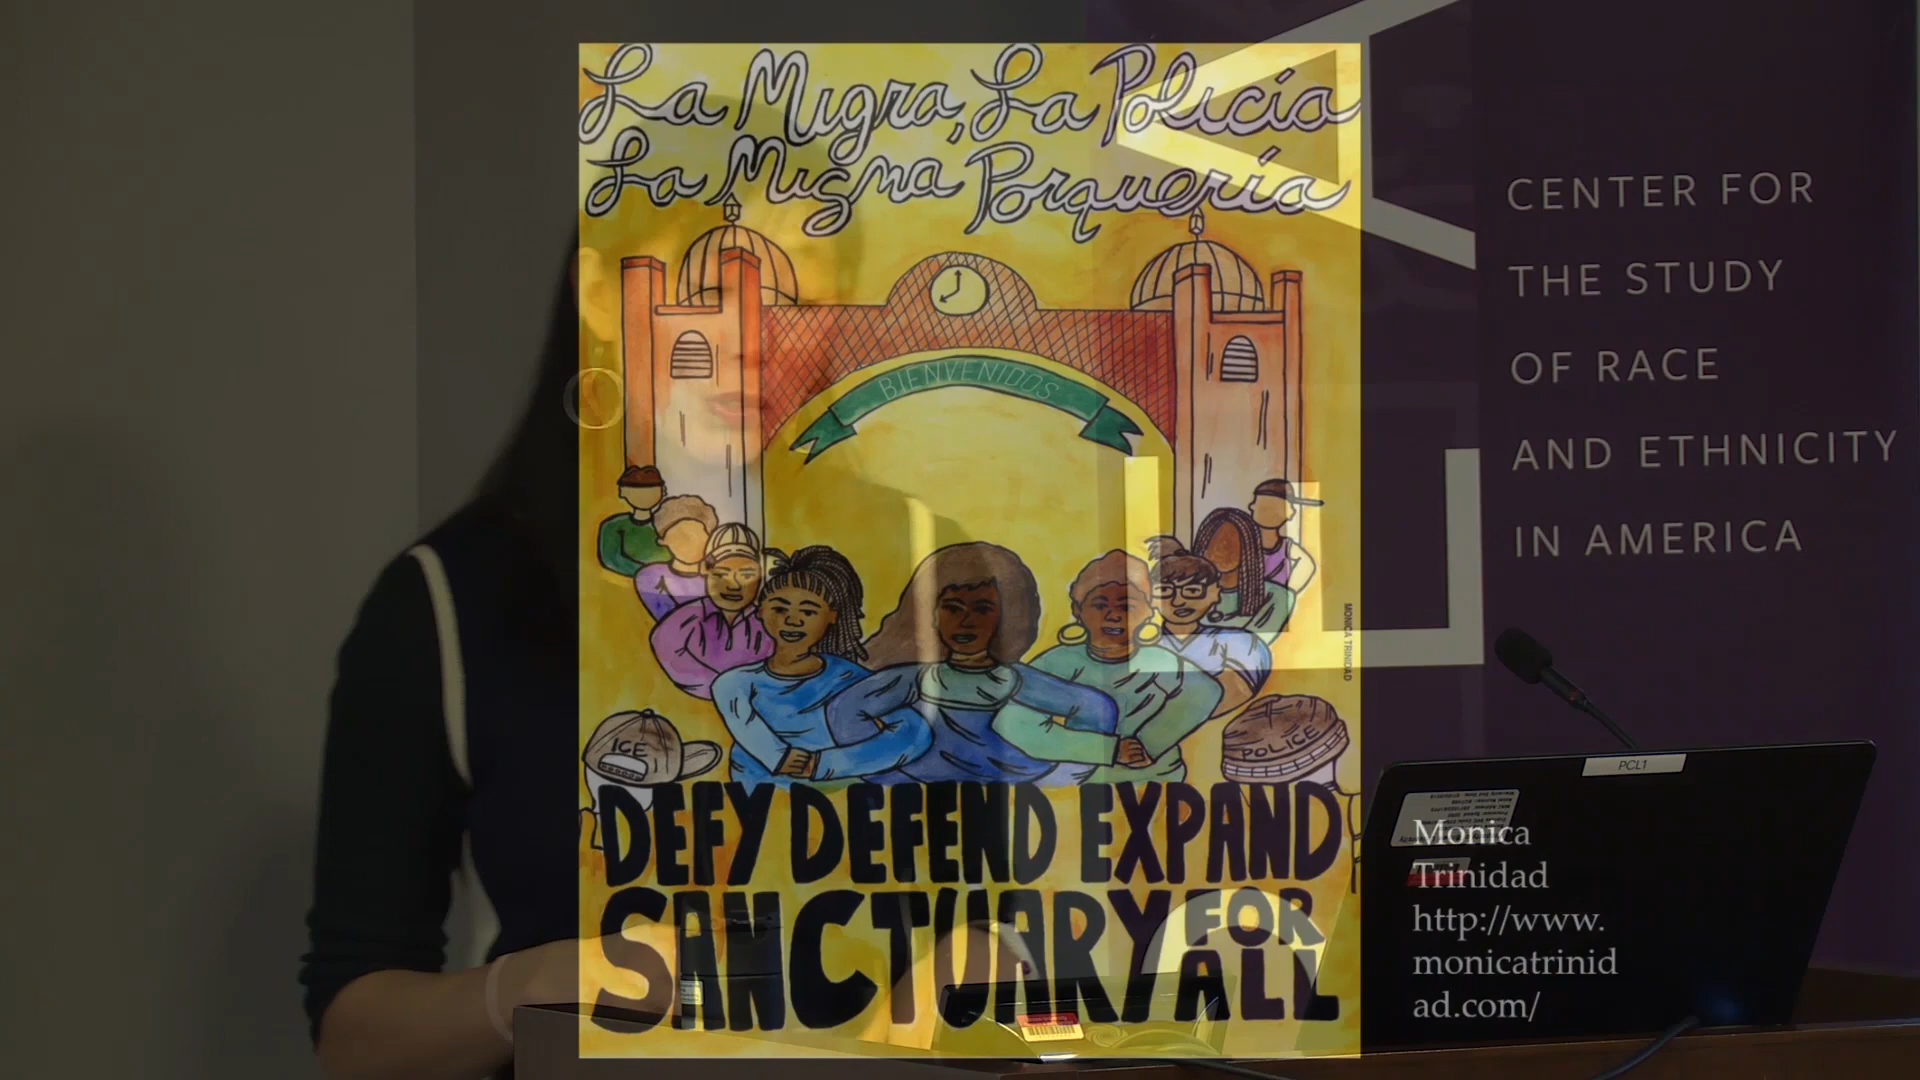 La Migra, La Policía
La Misma Porquería
BIENVENIDOS
MONICA TRINIDAD
ICE
POLICE
DEFY DEFEND EXPAND
SANCTUARY FOR
ALL
CENTER FOR
THE STUDY
OF RACE
AND ETHNICITY
IN AMERICA
PCL1
Monica
Trinidad
http://www.
monicatrinid
ad.com/